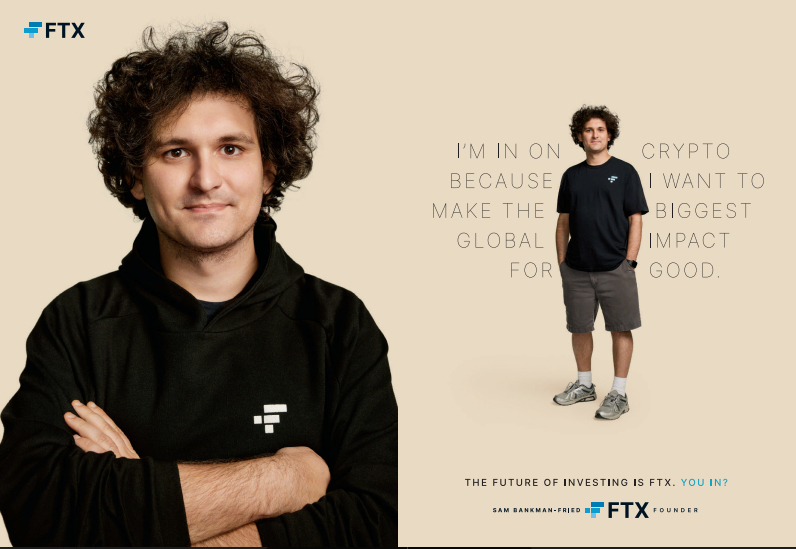 FTX
I'M IN ON CRYPTO
BECAUSE I WANT TO
MAKE THE BIGGEST
GLOBAL IMPACT
FOR GOOD.
THE FUTURE OF INVESTING IS FTX. YOU IN?
SAM BANKMAN-FRIED FTX FOUNDER